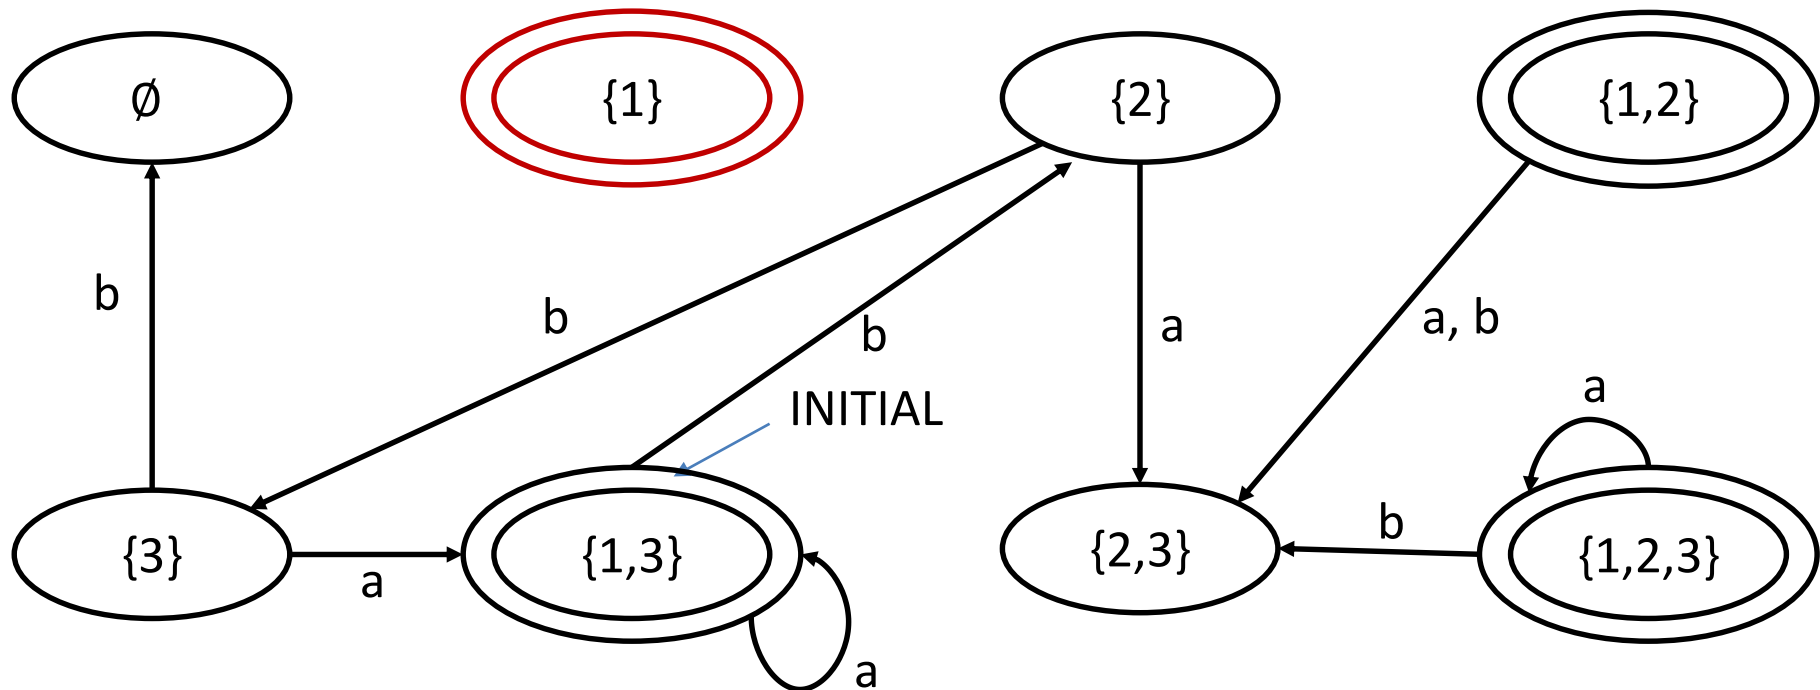 Ø {1} {2} {1,2}
b
b
b
a
a, b
a
INITIAL
b
{3} {1,3} {2,3} {1,2,3}
a
a